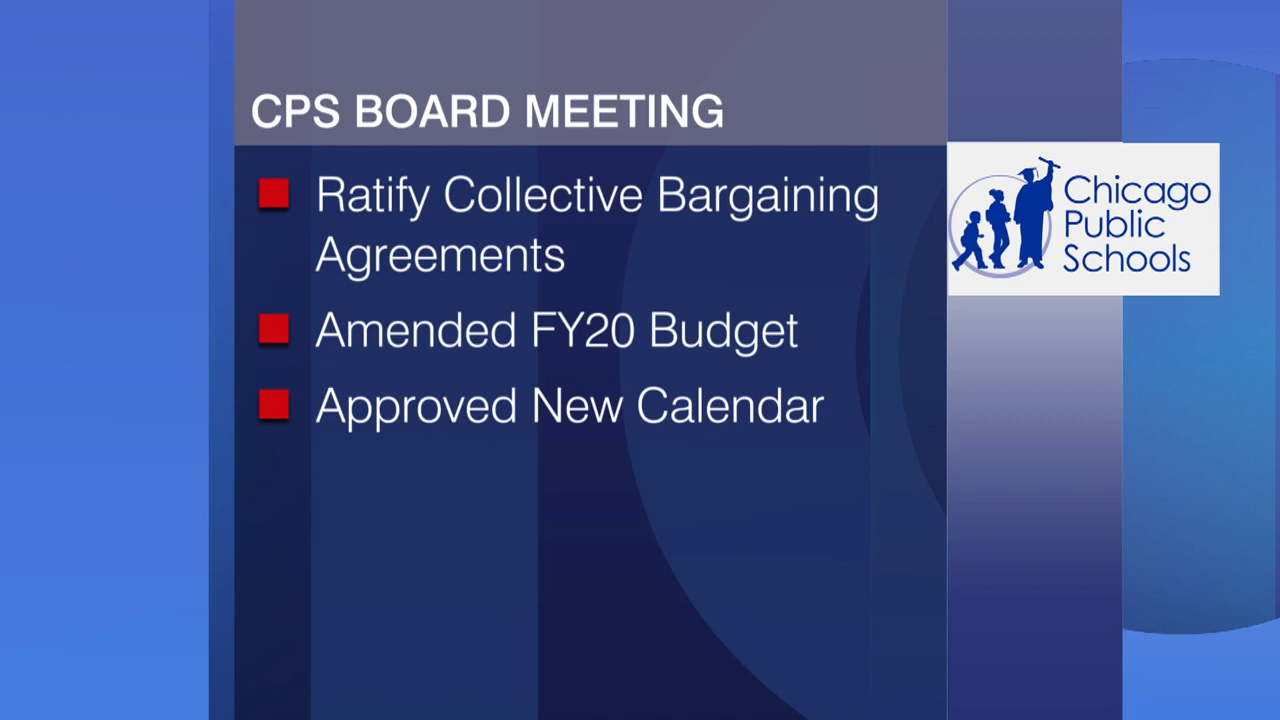 CPS BOARD MEETING
Ratify Collective Bargaining
Agreements
Amended FY20 Budget
Approved New Calendar
Chicago
Public
Schools